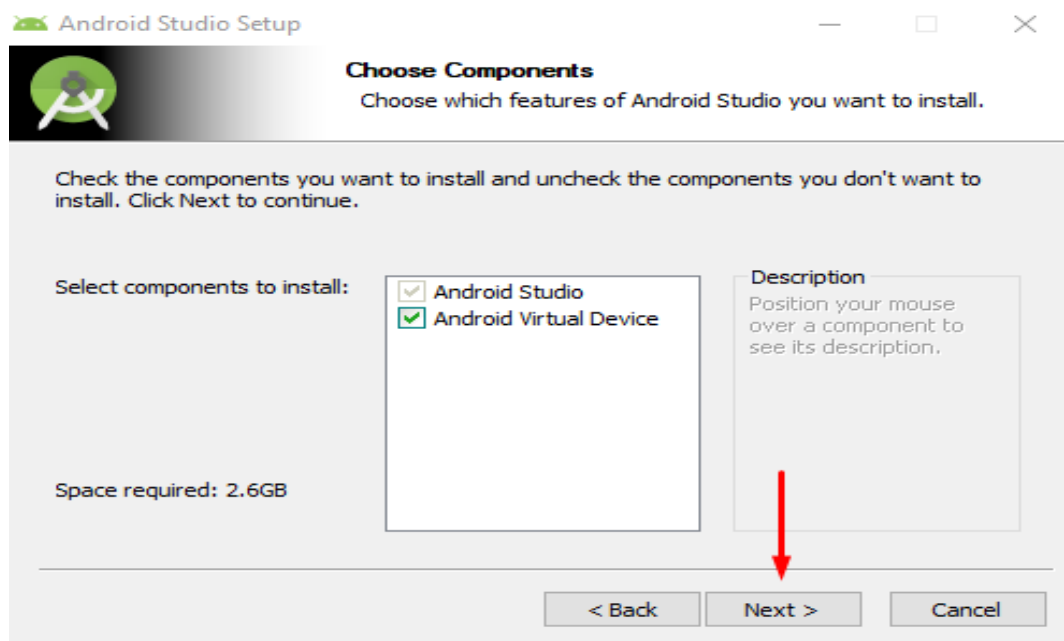 Android Studio Setup
Choose Components
Choose which features of Android Studio you want to install.
Check the components you want to install and uncheck the components you don't want to
install. Click Next to continue.
Select components to install:
Android Studio
Android Virtual Device
Description
Position your mouse
over a component to
see its description.
Space required: 2.6GB
< Back
Next >
Cancel